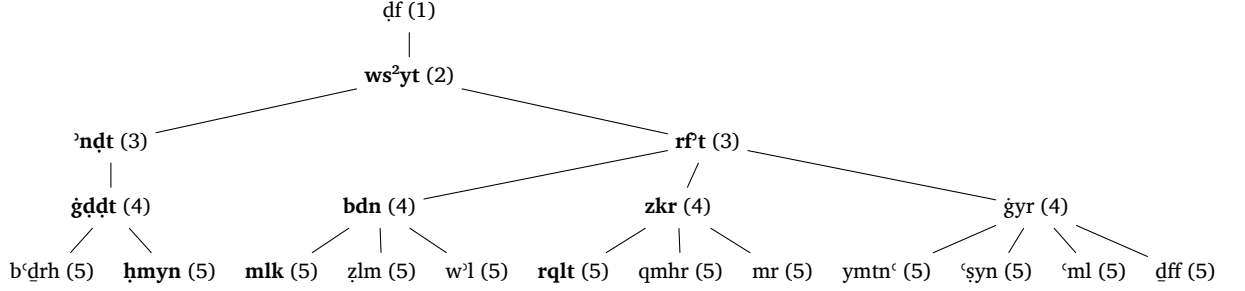 ḍf (1)
ws²yt (2)
ʾnḍt (3) rfʾt (3)
ġḍḍt (4) bdn (4) zkr (4) ġyr (4)
bʿḏrh (5) ḥmyn (5) mlk (5) ẓlm (5) wʾl (5) rqlt (5) qmhr (5) mr (5) ymtnʿ (5) ʿṣyn (5) ʿml (5) ḏff (5)